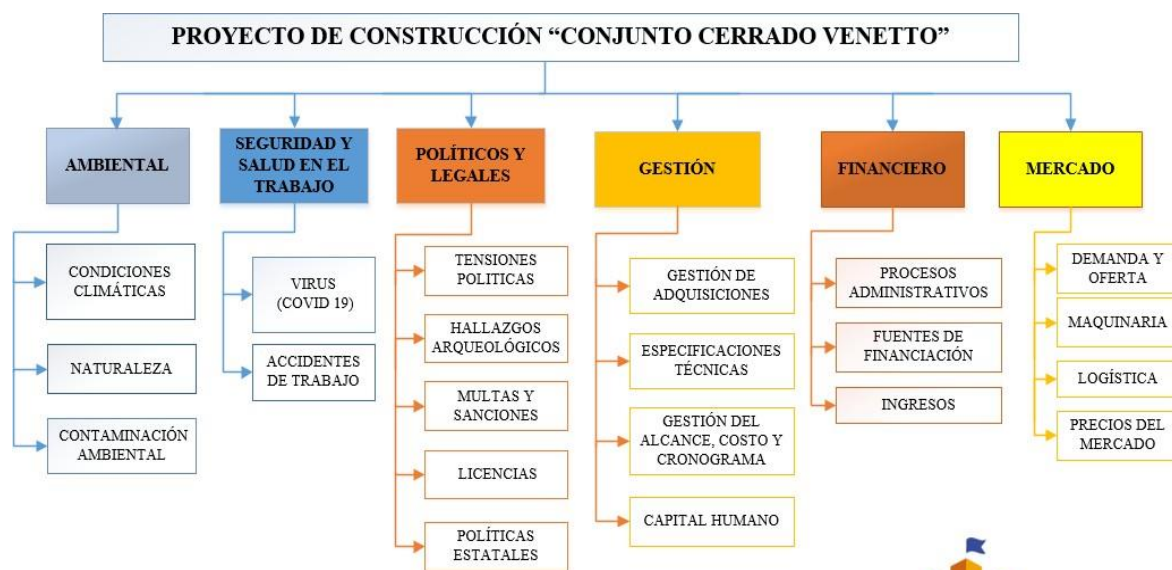 PROYECTO DE CONSTRUCCIÓN “CONJUNTO CERRADO VENETTO”
AMBIENTAL
CONDICIONES
CLIMÁTICAS
NATURALEZA
CONTAMINACIÓN
AMBIENTAL
SEGURIDAD Y
SALUD EN EL
TRABAJO
VIRUS
(COVID 19)
ACCIDENTES
DE TRABAJO
POLÍTICOS Y
LEGALES
TENSIONES
POLITICAS
HALLAZGOS
ARQUEOLÓGICOS
MULTAS Y
SANCIONES
LICENCIAS
POLÍTICAS
ESTATALES
GESTIÓN
GESTIÓN DE
ADQUISICIONES
ESPECIFICACIONES
TÉCNICAS
GESTIÓN DEL
ALCANCE, COSTO Y
CRONOGRAMA
CAPITAL HUMANO
FINANCIERO
PROCESOS
ADMINISTRATIVOS
FUENTES DE
FINANCIACIÓN
INGRESOS
MERCADO
DEMANDA Y
OFERTA
MAQUINARIA
LOGÍSTICA
PRECIOS DEL
MERCADO